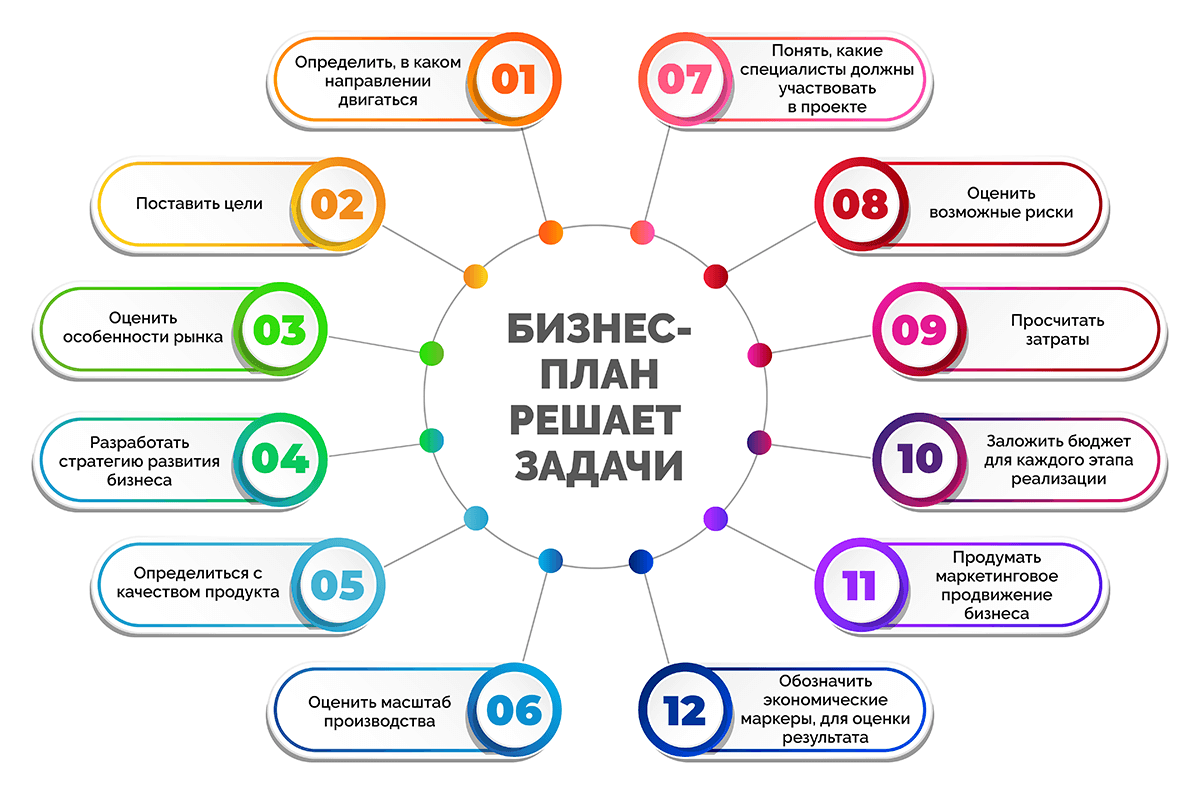 БИЗНЕС-
ПЛАН
РЕШАЕТ
ЗАДАЧИ
01
Определить, в каком
направлении
двигаться
02
Поставить цели
03
Оценить
особенности рынка
04
Разработать
стратегию развития
бизнеса
05
Определиться с
качеством продукта
06
Оценить масштаб
производства
07
Понять, какие
специалисты должны
участвовать
в проекте
08
Оценить
возможные риски
09
Просчитать
затраты
10
Заложить бюджет
для каждого этапа
реализации
11
Продумать
маркетинговое
продвижение
бизнеса
12
Обозначить
экономические
маркеры, для оценки
результата